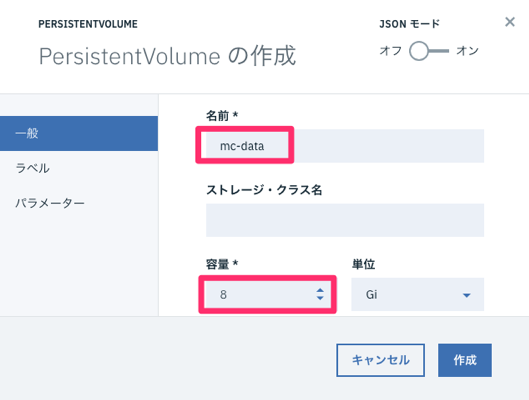 PERSISTENTVOLUME
PersistentVolume の作成
JSON モード
オフ オン
一般
ラベル
パラメーター
名前 *
mc-data
ストレージ・クラス名
容量 * 単位
8 Gi
キャンセル 作成